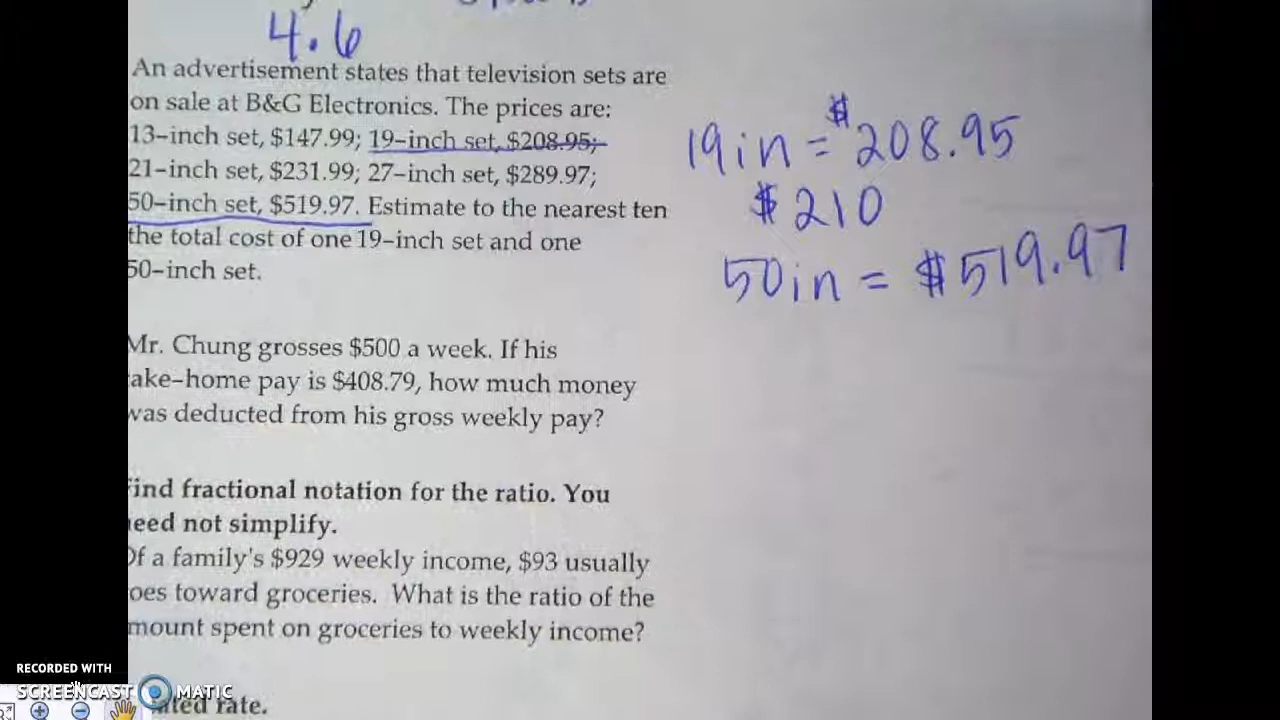 4.6
An advertisement states that television sets are
on sale at B&G Electronics. The prices are:
13-inch set, $147.99; 19-inch set, $208.95;
21-inch set, $231.99; 27-inch set, $289.97;
50-inch set, $519.97. Estimate to the nearest ten
the total cost of one 19-inch set and one
50-inch set.
19in = $208.95
$210
50in = $519.97
Mr. Chung grosses $500 a week. If his
ake-home pay is $408.79, how much money
was deducted from his gross weekly pay?
ind fractional notation for the ratio. You
eed not simplify.
Of a family's $929 weekly income, $93 usually
oes toward groceries. What is the ratio of the
mount spent on groceries to weekly income?
rate.
RECORDED WITH
SCREENCAST MATIC